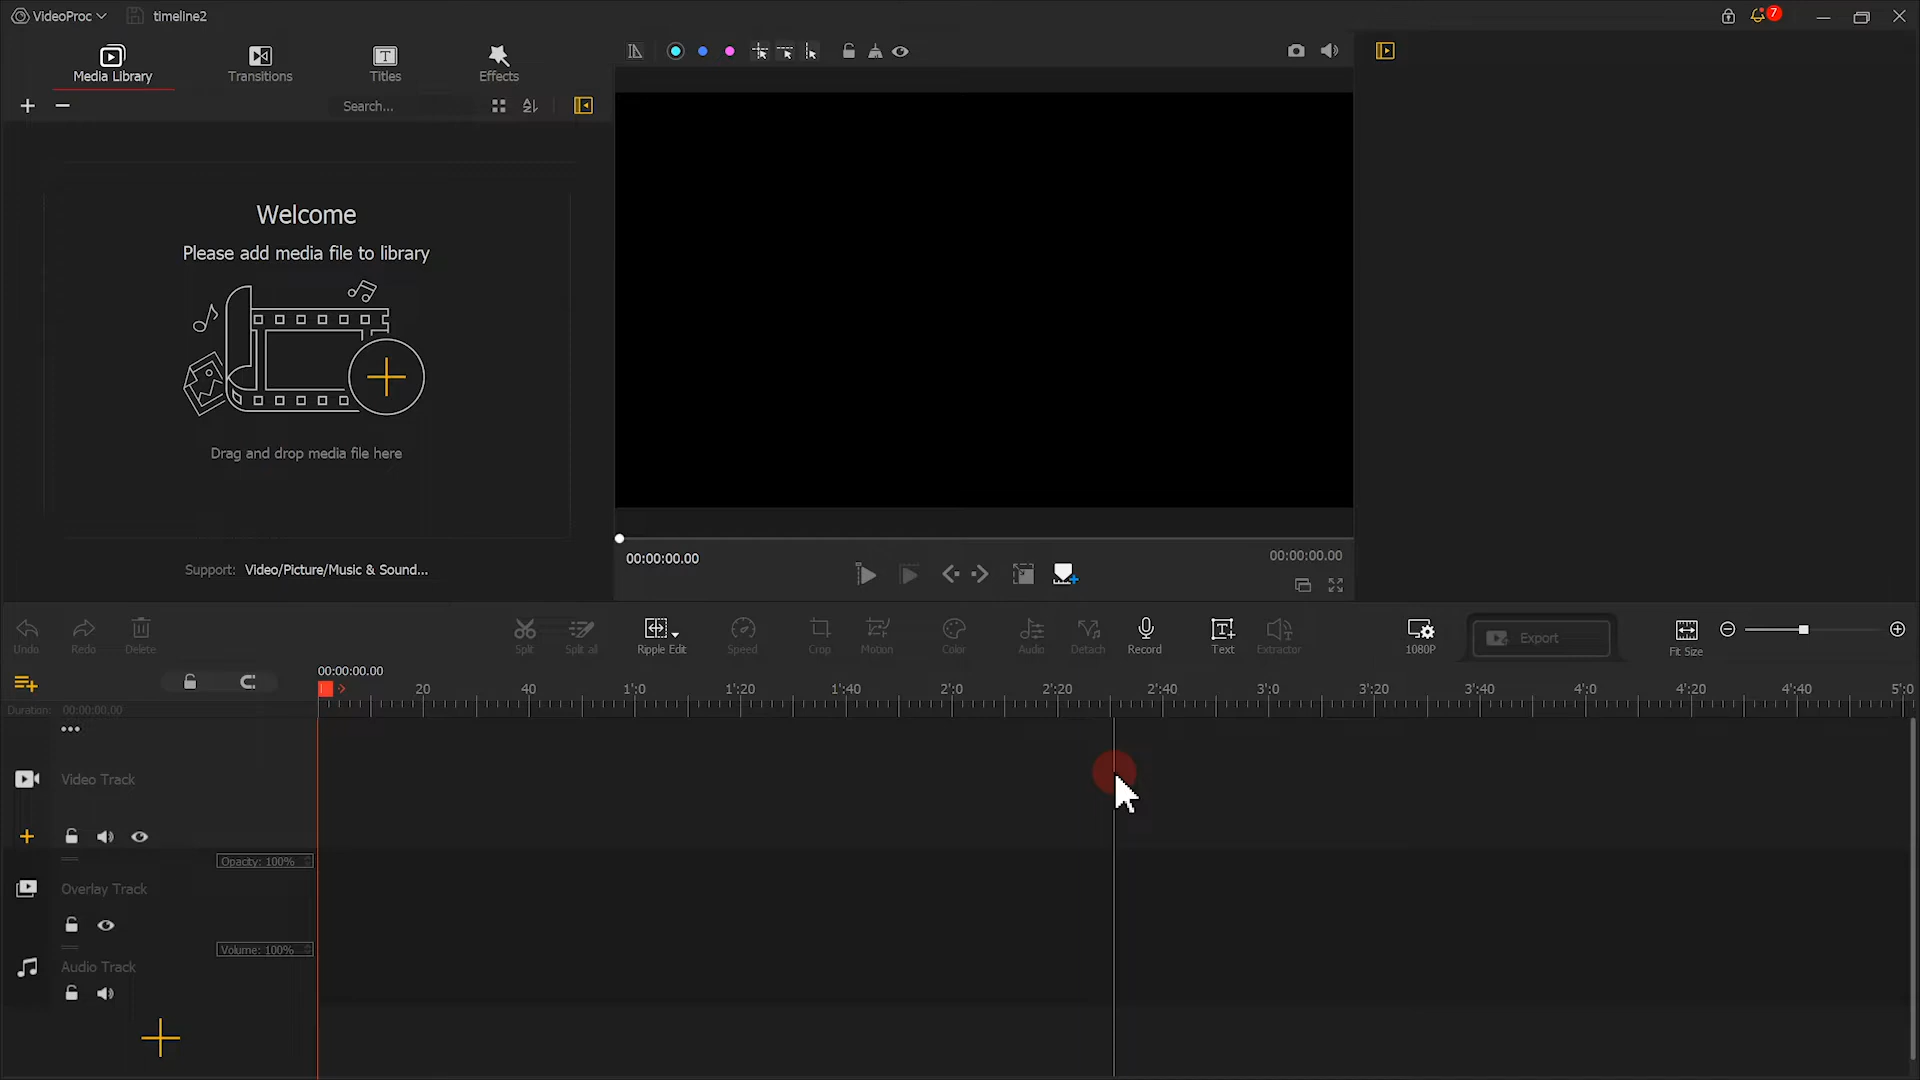 VideoProc
timeline2
7
Media Library
Transitions
Titles
Effects
Search...
Welcome
Please add media file to library
Drag and drop media file here
Support: Video/Picture/Music & Sound...
00:00:00.00
00:00:00.00
Undo
Redo
Delete
Split
Split all
Ripple Edit
Speed
Crop
Motion
Color
Audio
Detach
Record
Text
Extractor
1080P
Export
Fit Size
00:00:00.00
20
40
1':0
1':20
1':40
2':0
2':20
2':40
3':0
3':20
3':40
4':0
4':20
4':40
5':0
Duration: 00:00:00.00
Video Track
Opacity: 100%
Overlay Track
Volume: 100%
Audio Track